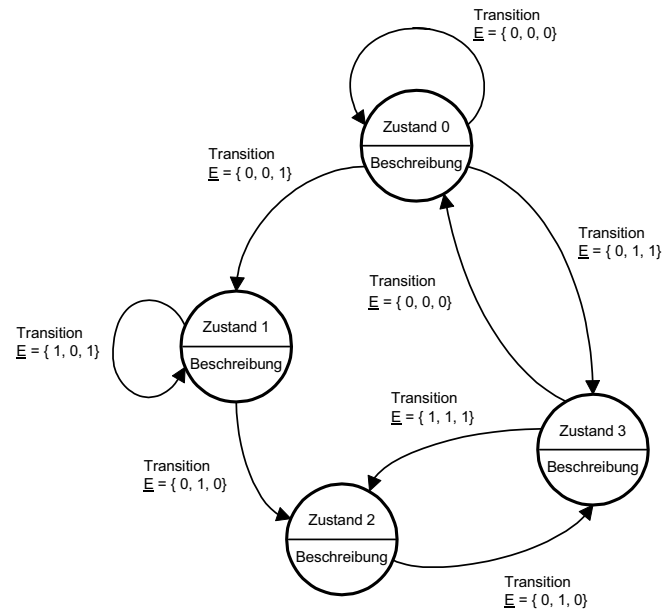 Transition
E = { 0, 0, 0}
Zustand 0
Beschreibung
Transition
E = { 0, 0, 1}
Transition
E = { 0, 1, 1}
Transition
E = { 0, 0, 0}
Zustand 1
Beschreibung
Transition
E = { 1, 0, 1}
Transition
E = { 1, 1, 1}
Zustand 3
Beschreibung
Transition
E = { 0, 1, 0}
Zustand 2
Beschreibung
Transition
E = { 0, 1, 0}